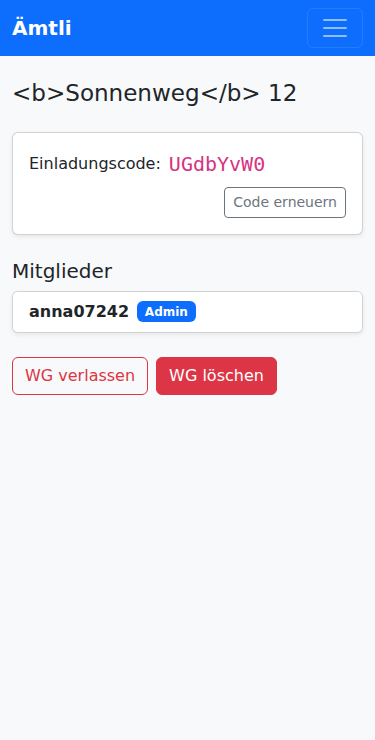 Ämtli
<b>Sonnenweg</b> 12
Einladungscode: UGdbYvW0
Code erneuern
Mitglieder
anna07242 Admin
WG verlassen WG löschen